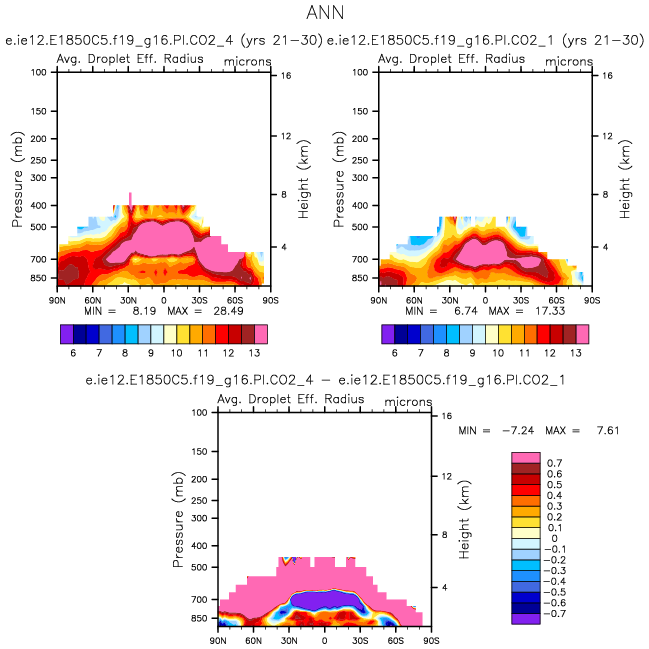 ANN
e.ie12.E1850C5.f19_g16.PI.CO2_4 (yrs 21-30) e.ie12.E1850C5.f19_g16.PI.CO2_1 (yrs 21-30)
Avg. Droplet Eff. Radius microns Avg. Droplet Eff. Radius microns
100 16 100 16
150 150
12 12
200 200
250 250
300 300
8 8
400 400
500 500
4 4
700 700
850 850
Pressure (mb) Height (km) Pressure (mb) Height (km)
90N 60N 30N 0 30S 60S 90S 90N 60N 30N 0 30S 60S 90S
MIN = 8.19 MAX = 28.49 MIN = 6.74 MAX = 17.33
6 7 8 9 10 11 12 13 6 7 8 9 10 11 12 13
e.ie12.E1850C5.f19_g16.PI.CO2_4 - e.ie12.E1850C5.f19_g16.PI.CO2_1
Avg. Droplet Eff. Radius microns
100 16
MIN = -7.24 MAX = 7.61
150
12
200
250
300
8
400
500
4
700
850
Pressure (mb) Height (km)
90N 60N 30N 0 30S 60S 90S
0.7
0.6
0.5
0.4
0.3
0.2
0.1
0
-0.1
-0.2
-0.3
-0.4
-0.5
-0.6
-0.7